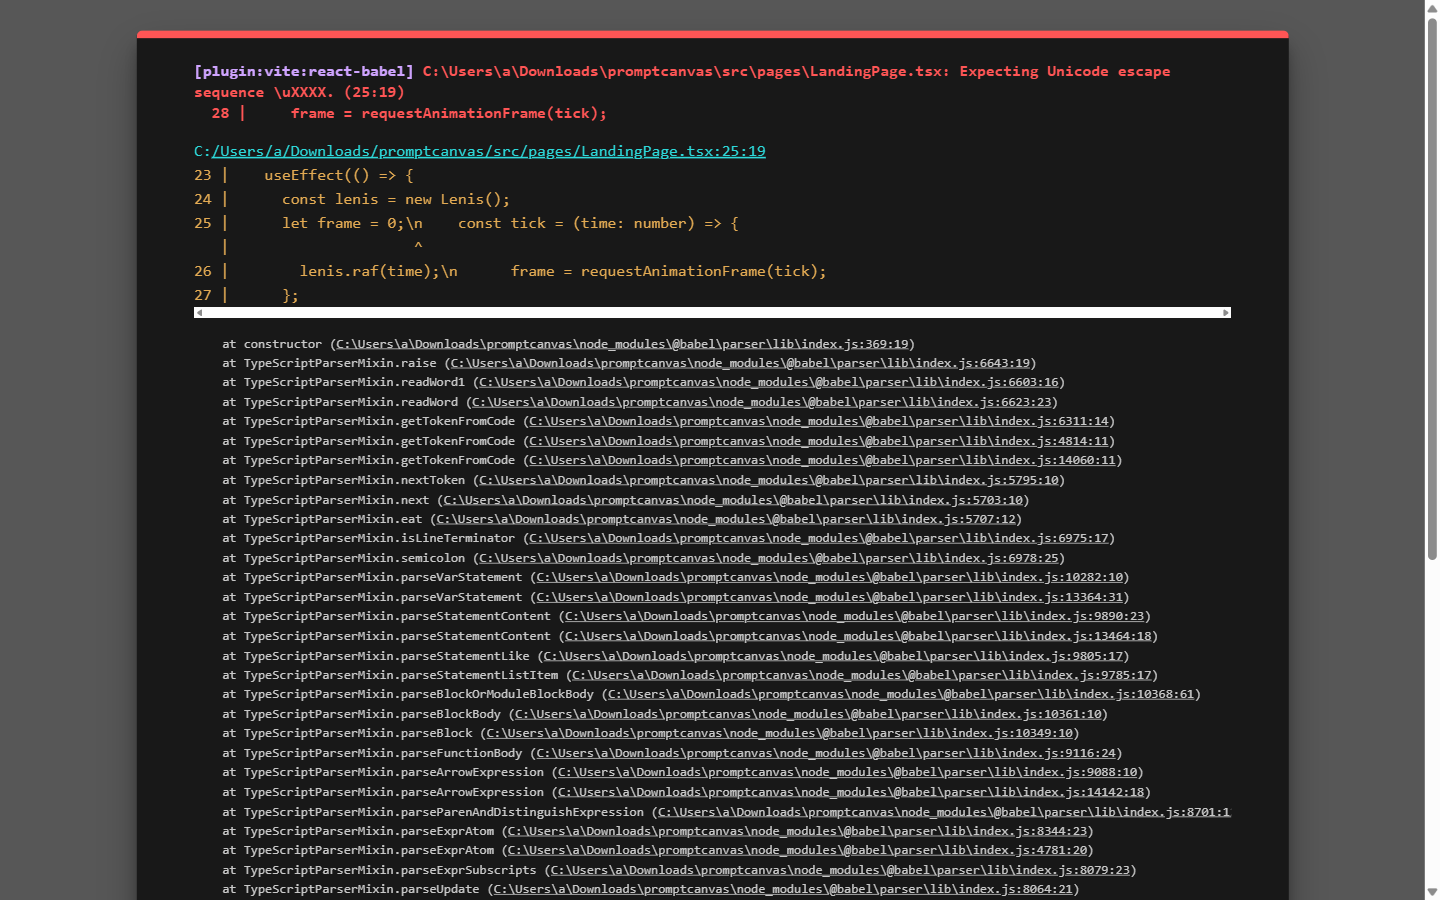 [plugin:vite:react-babel] C:\Users\a\Downloads\promptcanvas\src\pages\LandingPage.tsx: Expecting Unicode escape
sequence \uXXXX. (25:19)
  28 |     frame = requestAnimationFrame(tick);
C:/Users/a/Downloads/promptcanvas/src/pages/LandingPage.tsx:25:19
23 |    useEffect(() => {
24 |      const lenis = new Lenis();
25 |      let frame = 0;\n    const tick = (time: number) => {
   |                     ^
26 |        lenis.raf(time);\n      frame = requestAnimationFrame(tick);
27 |      };
at constructor (C:\Users\a\Downloads\promptcanvas\node_modules\@babel\parser\lib\index.js:369:19)
at TypeScriptParserMixin.raise (C:\Users\a\Downloads\promptcanvas\node_modules\@babel\parser\lib\index.js:6643:19)
at TypeScriptParserMixin.readWord1 (C:\Users\a\Downloads\promptcanvas\node_modules\@babel\parser\lib\index.js:6603:16)
at TypeScriptParserMixin.readWord (C:\Users\a\Downloads\promptcanvas\node_modules\@babel\parser\lib\index.js:6623:23)
at TypeScriptParserMixin.getTokenFromCode (C:\Users\a\Downloads\promptcanvas\node_modules\@babel\parser\lib\index.js:6311:14)
at TypeScriptParserMixin.getTokenFromCode (C:\Users\a\Downloads\promptcanvas\node_modules\@babel\parser\lib\index.js:4814:11)
at TypeScriptParserMixin.getTokenFromCode (C:\Users\a\Downloads\promptcanvas\node_modules\@babel\parser\lib\index.js:14060:11)
at TypeScriptParserMixin.nextToken (C:\Users\a\Downloads\promptcanvas\node_modules\@babel\parser\lib\index.js:5795:10)
at TypeScriptParserMixin.next (C:\Users\a\Downloads\promptcanvas\node_modules\@babel\parser\lib\index.js:5703:10)
at TypeScriptParserMixin.eat (C:\Users\a\Downloads\promptcanvas\node_modules\@babel\parser\lib\index.js:5707:12)
at TypeScriptParserMixin.isLineTerminator (C:\Users\a\Downloads\promptcanvas\node_modules\@babel\parser\lib\index.js:6975:17)
at TypeScriptParserMixin.semicolon (C:\Users\a\Downloads\promptcanvas\node_modules\@babel\parser\lib\index.js:6978:25)
at TypeScriptParserMixin.parseVarStatement (C:\Users\a\Downloads\promptcanvas\node_modules\@babel\parser\lib\index.js:10282:10)
at TypeScriptParserMixin.parseVarStatement (C:\Users\a\Downloads\promptcanvas\node_modules\@babel\parser\lib\index.js:13364:31)
at TypeScriptParserMixin.parseStatementContent (C:\Users\a\Downloads\promptcanvas\node_modules\@babel\parser\lib\index.js:9890:23)
at TypeScriptParserMixin.parseStatementContent (C:\Users\a\Downloads\promptcanvas\node_modules\@babel\parser\lib\index.js:13464:18)
at TypeScriptParserMixin.parseStatementLike (C:\Users\a\Downloads\promptcanvas\node_modules\@babel\parser\lib\index.js:9805:17)
at TypeScriptParserMixin.parseStatementListItem (C:\Users\a\Downloads\promptcanvas\node_modules\@babel\parser\lib\index.js:9785:17)
at TypeScriptParserMixin.parseBlockOrModuleBlockBody (C:\Users\a\Downloads\promptcanvas\node_modules\@babel\parser\lib\index.js:10368:61)
at TypeScriptParserMixin.parseBlockBody (C:\Users\a\Downloads\promptcanvas\node_modules\@babel\parser\lib\index.js:10361:10)
at TypeScriptParserMixin.parseBlock (C:\Users\a\Downloads\promptcanvas\node_modules\@babel\parser\lib\index.js:10349:10)
at TypeScriptParserMixin.parseFunctionBody (C:\Users\a\Downloads\promptcanvas\node_modules\@babel\parser\lib\index.js:9116:24)
at TypeScriptParserMixin.parseArrowExpression (C:\Users\a\Downloads\promptcanvas\node_modules\@babel\parser\lib\index.js:9088:10)
at TypeScriptParserMixin.parseArrowExpression (C:\Users\a\Downloads\promptcanvas\node_modules\@babel\parser\lib\index.js:14142:18)
at TypeScriptParserMixin.parseParenAndDistinguishExpression (C:\Users\a\Downloads\promptcanvas\node_modules\@babel\parser\lib\index.js:8701:1
at TypeScriptParserMixin.parseExprAtom (C:\Users\a\Downloads\promptcanvas\node_modules\@babel\parser\lib\index.js:8344:23)
at TypeScriptParserMixin.parseExprAtom (C:\Users\a\Downloads\promptcanvas\node_modules\@babel\parser\lib\index.js:4781:20)
at TypeScriptParserMixin.parseExprSubscripts (C:\Users\a\Downloads\promptcanvas\node_modules\@babel\parser\lib\index.js:8079:23)
at TypeScriptParserMixin.parseUpdate (C:\Users\a\Downloads\promptcanvas\node_modules\@babel\parser\lib\index.js:8064:21)